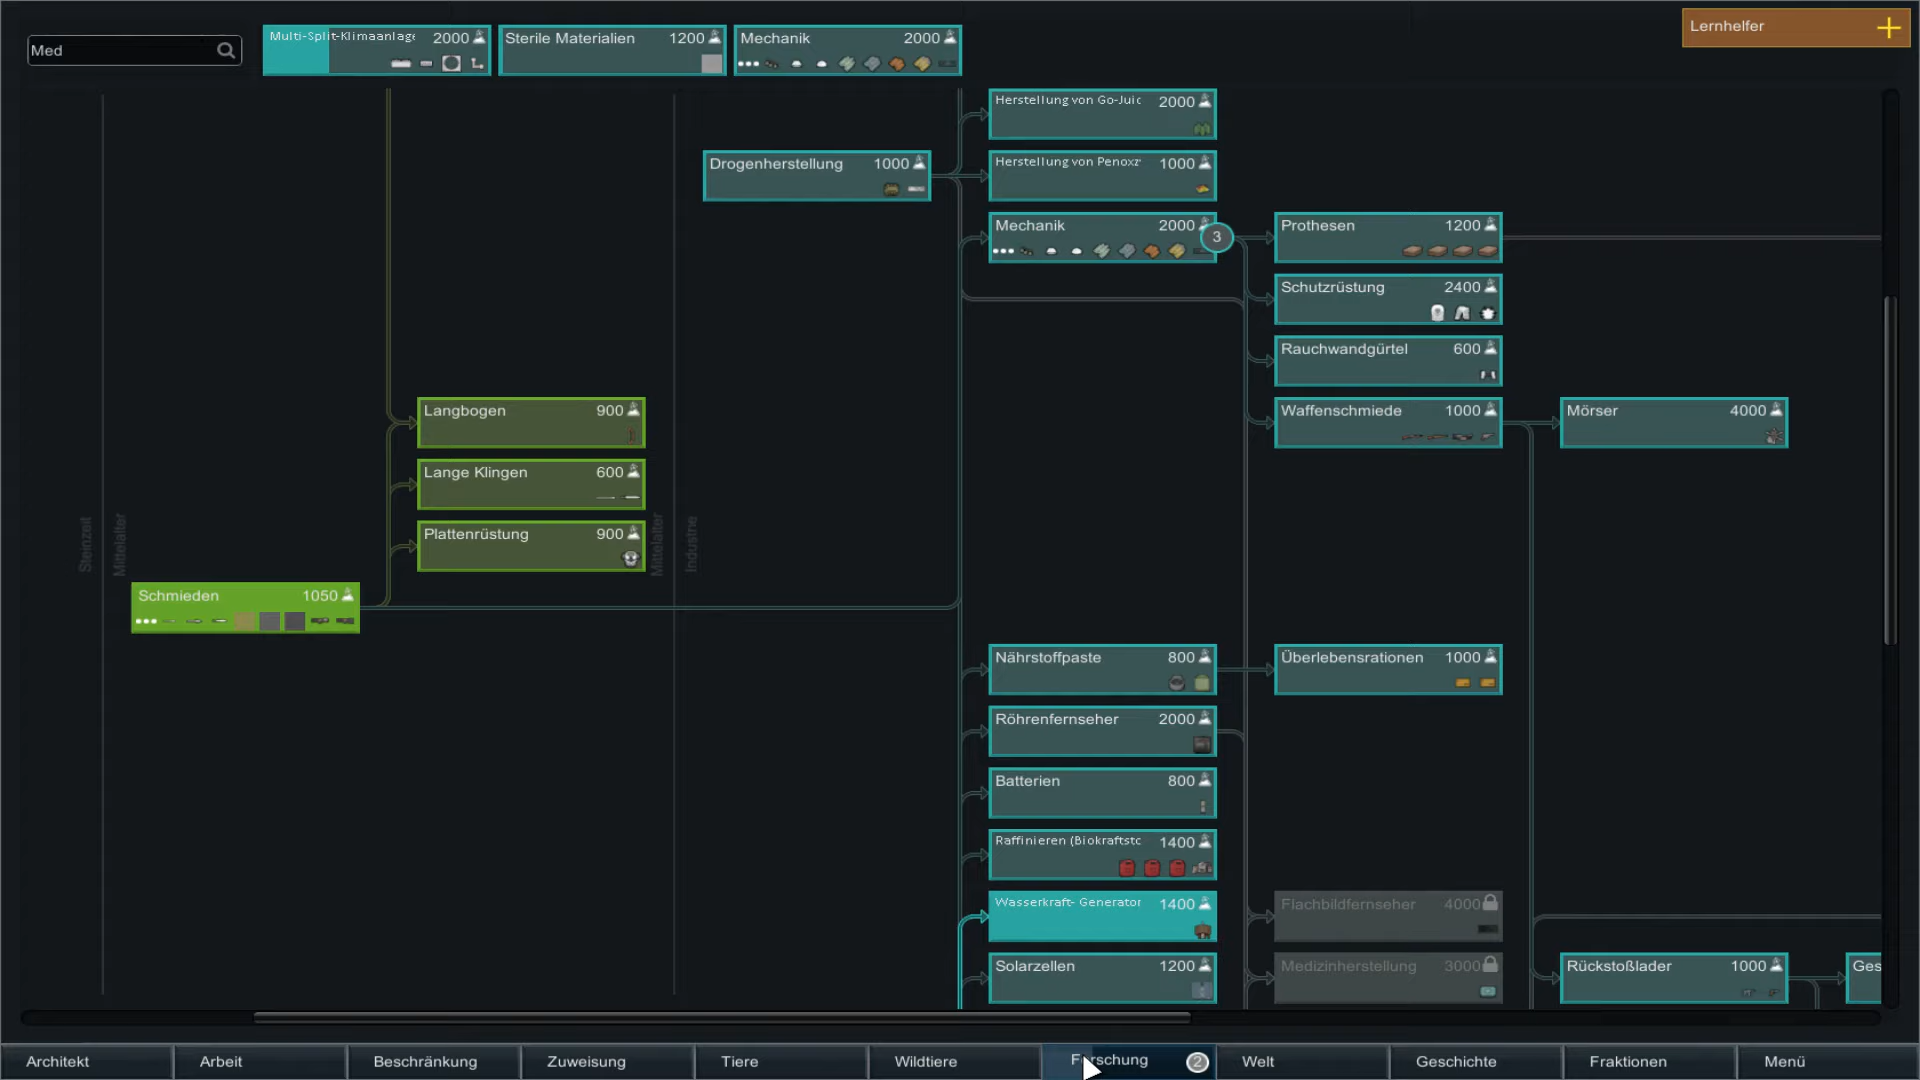 Med
Multi-Split-Klimaanlage 2000
Sterile Materialien 1200
Mechanik 2000
Lernhelfer
Herstellung von Go-Juic 2000
Drogenherstellung 1000
Herstellung von Penoxz 1000
Mechanik 2000
3
Prothesen 1200
Schutzrüstung 2400
Rauchwandgürtel 600
Langbogen 900
Waffenschmiede 1000
Mörser 4000
Lange Klingen 600
Plattenrüstung 900
Steinzeit
Mittelalter
Mittelalter
Industrie
Schmieden 1050
Nährstoffpaste 800
Überlebensrationen 1000
Röhrenfernseher 2000
Batterien 800
Raffinieren (Biokraftstc 1400
Wasserkraft- Generator 1400
Flachbildfernseher 4000
Solarzellen 1200
Medizinherstellung 3000
Rückstoßlader 1000
Ges
Architekt
Arbeit
Beschränkung
Zuweisung
Tiere
Wildtiere
Forschung 2
Welt
Geschichte
Fraktionen
Menü